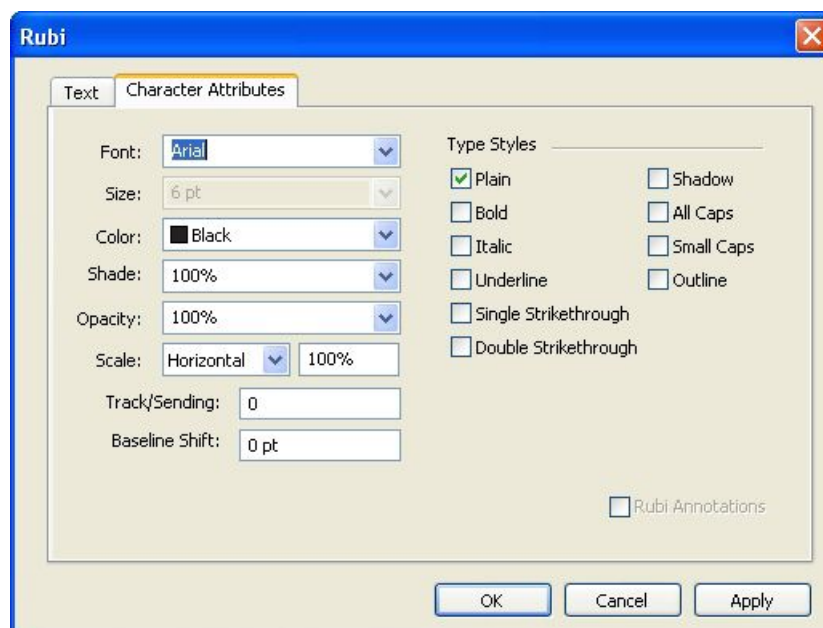 Rubi
Text Character Attributes
Font: Arial
Size: 6 pt
Color: Black
Shade: 100%
Opacity: 100%
Scale: Horizontal 100%
Track/Sending: 0
Baseline Shift: 0 pt
Type Styles
Plain Shadow
Bold All Caps
Italic Small Caps
Underline Outline
Single Strikethrough
Double Strikethrough
Rubi Annotations
OK Cancel Apply